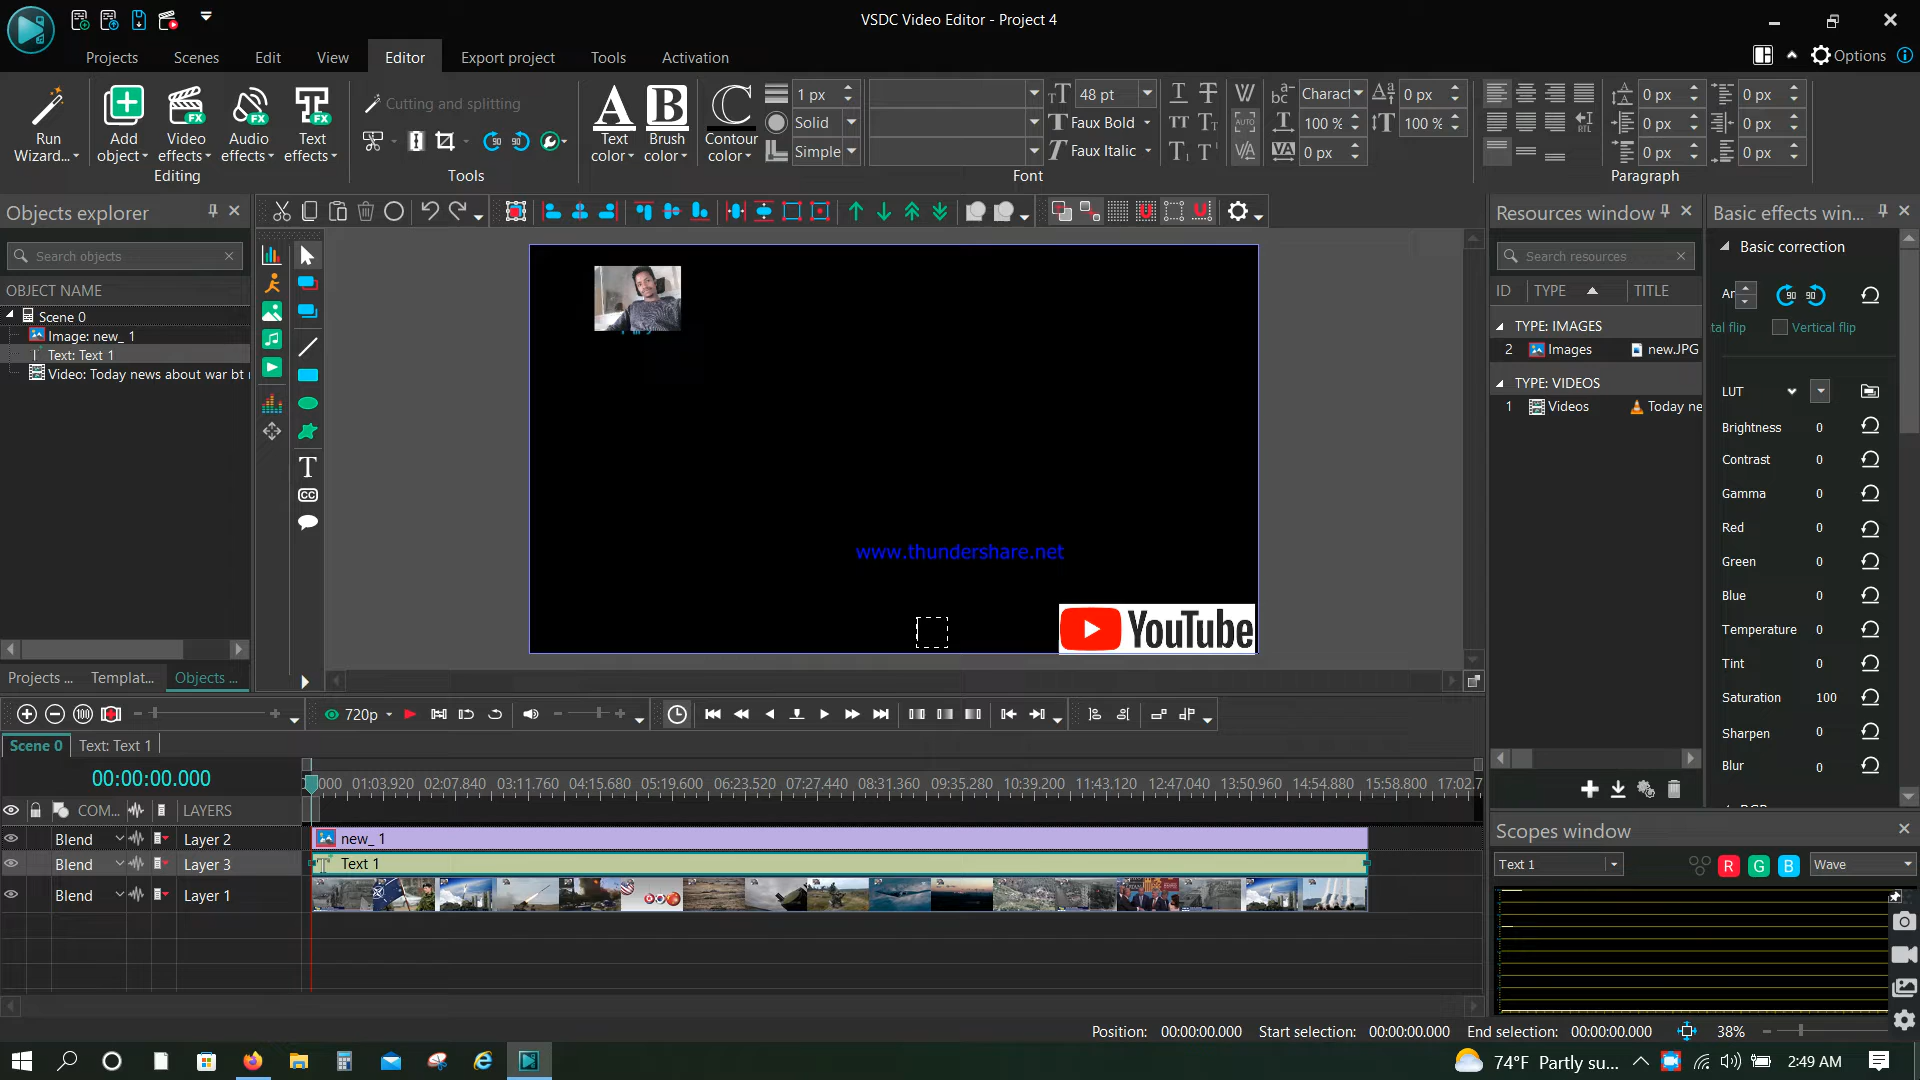 VSDC Video Editor - Project 4
Projects Scenes Edit View Editor Export project Tools Activation
Options
Run Wizard...
Add object
Video effects
Audio effects
Text effects
Editing
Cutting and splitting
Tools
Text color
Brush color
Contour color
1 px
Solid
Simple
48 pt
Faux Bold
Faux Italic
Font
Charact
0 px
100 %
100 %
0 px
0 px
0 px
0 px
0 px
0 px
0 px
Paragraph
Objects explorer
Search objects
OBJECT NAME
Scene 0
Image: new_ 1
Text: Text 1
Video: Today news about war bt
Projects ... Templat... Objects ...
www.thundershare.net
YouTube
Resources window
Search resources
ID TYPE TITLE
TYPE: IMAGES
2 Images new.JPG
TYPE: VIDEOS
1 Videos Today ne
Basic effects win...
Basic correction
Ar 90 90
tal flip Vertical flip
LUT
Brightness 0
Contrast 0
Gamma 0
Red 0
Green 0
Blue 0
Temperature 0
Tint 0
Saturation 100
Sharpen 0
Blur 0
720p
Scene 0 Text: Text 1
00:00:00.000
000 01:03.920 02:07.840 03:11.760 04:15.680 05:19.600 06:23.520 07:27.440 08:31.360 09:35.280 10:39.200 11:43.120 12:47.040 13:50.960 14:54.880 15:58.800 17:02.7
COM... LAYERS
Blend Layer 2 new_ 1
Blend Layer 3 Text 1
Blend Layer 1
Scopes window
Text 1 R G B Wave
Position: 00:00:00.000 Start selection: 00:00:00.000 End selection: 00:00:00.000 38%
74°F Partly su... 2:49 AM